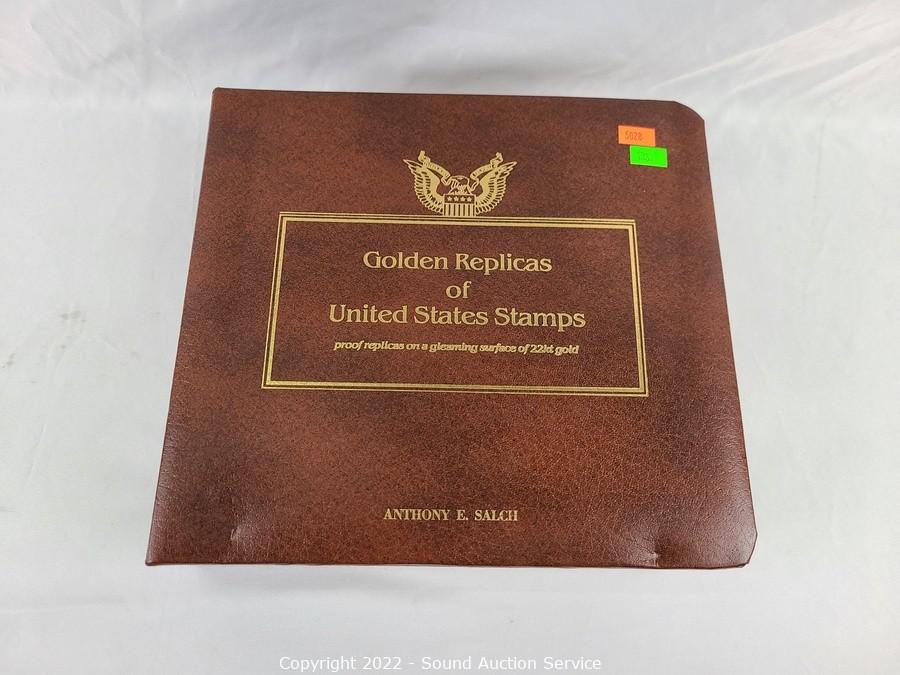 5028
Golden Replicas
of
United States Stamps
proof replicas on a gleaming surface of 22kt gold
ANTHONY E. SALCH
Copyright 2022 - Sound Auction Service